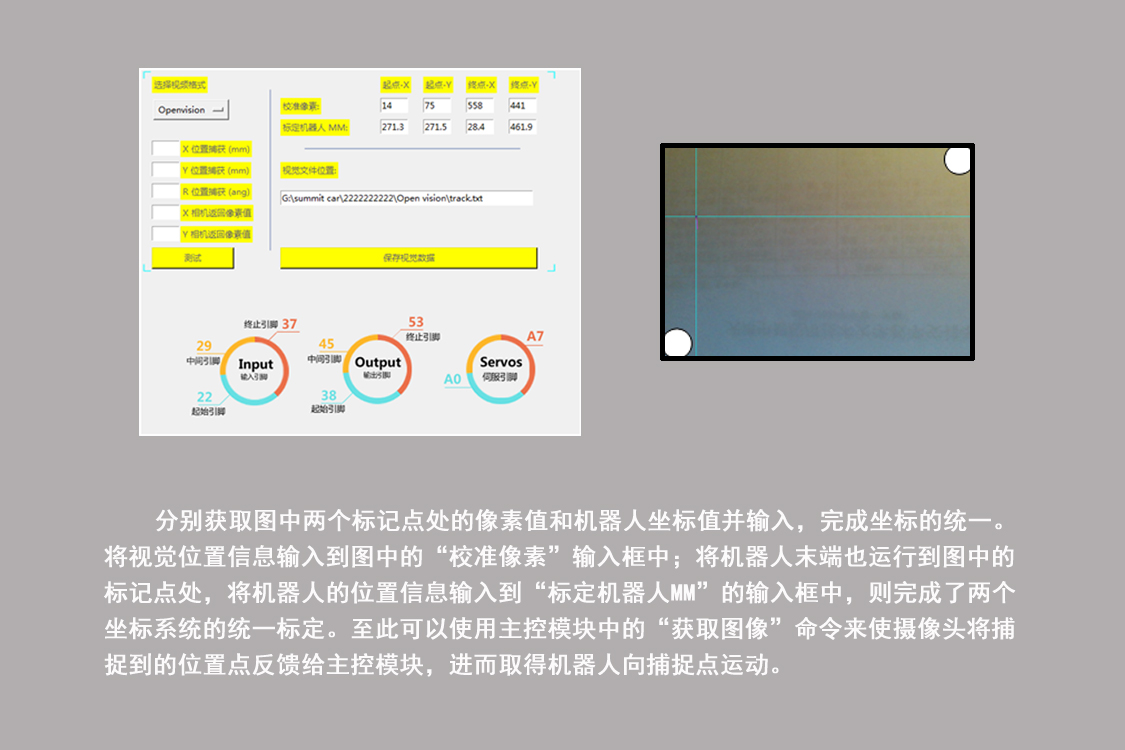 选择视频格式
起点-X 起点-Y 终点-X 终点-Y
Openvision
校准像素: 14 75 558 441
标定机器人 MM: 271.3 271.5 28.4 461.9
X 位置捕获 (mm)
Y 位置捕获 (mm)
R 位置捕获 (ang)
X 相机返回像素值
Y 相机返回像素值
测试
视觉文件位置:
G:\summit car\2222222222\Open vision\track.txt
保存视觉数据
终止引脚 37
29
中间引脚
Input
输入引脚
22
起始引脚
53
终止引脚
45
中间引脚
Output
输出引脚
38
起始引脚
A7
Servos
伺服引脚
A0
分别获取图中两个标记点处的像素值和机器人坐标值并输入，完成坐标的统一。
将视觉位置信息输入到图中的“校准像素”输入框中；将机器人末端也运行到图中的
标记点处，将机器人的位置信息输入到“标定机器人MM”的输入框中，则完成了两个
坐标系统的统一标定。至此可以使用主控模块中的“获取图像”命令来使摄像头将捕
捉到的位置点反馈给主控模块，进而取得机器人向捕捉点运动。